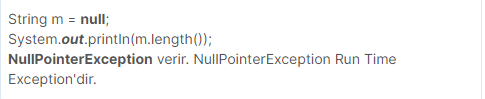 String m = null;
System.out.println(m.length());
NullPointerException verir. NullPointerException Run Time
Exception'dir.